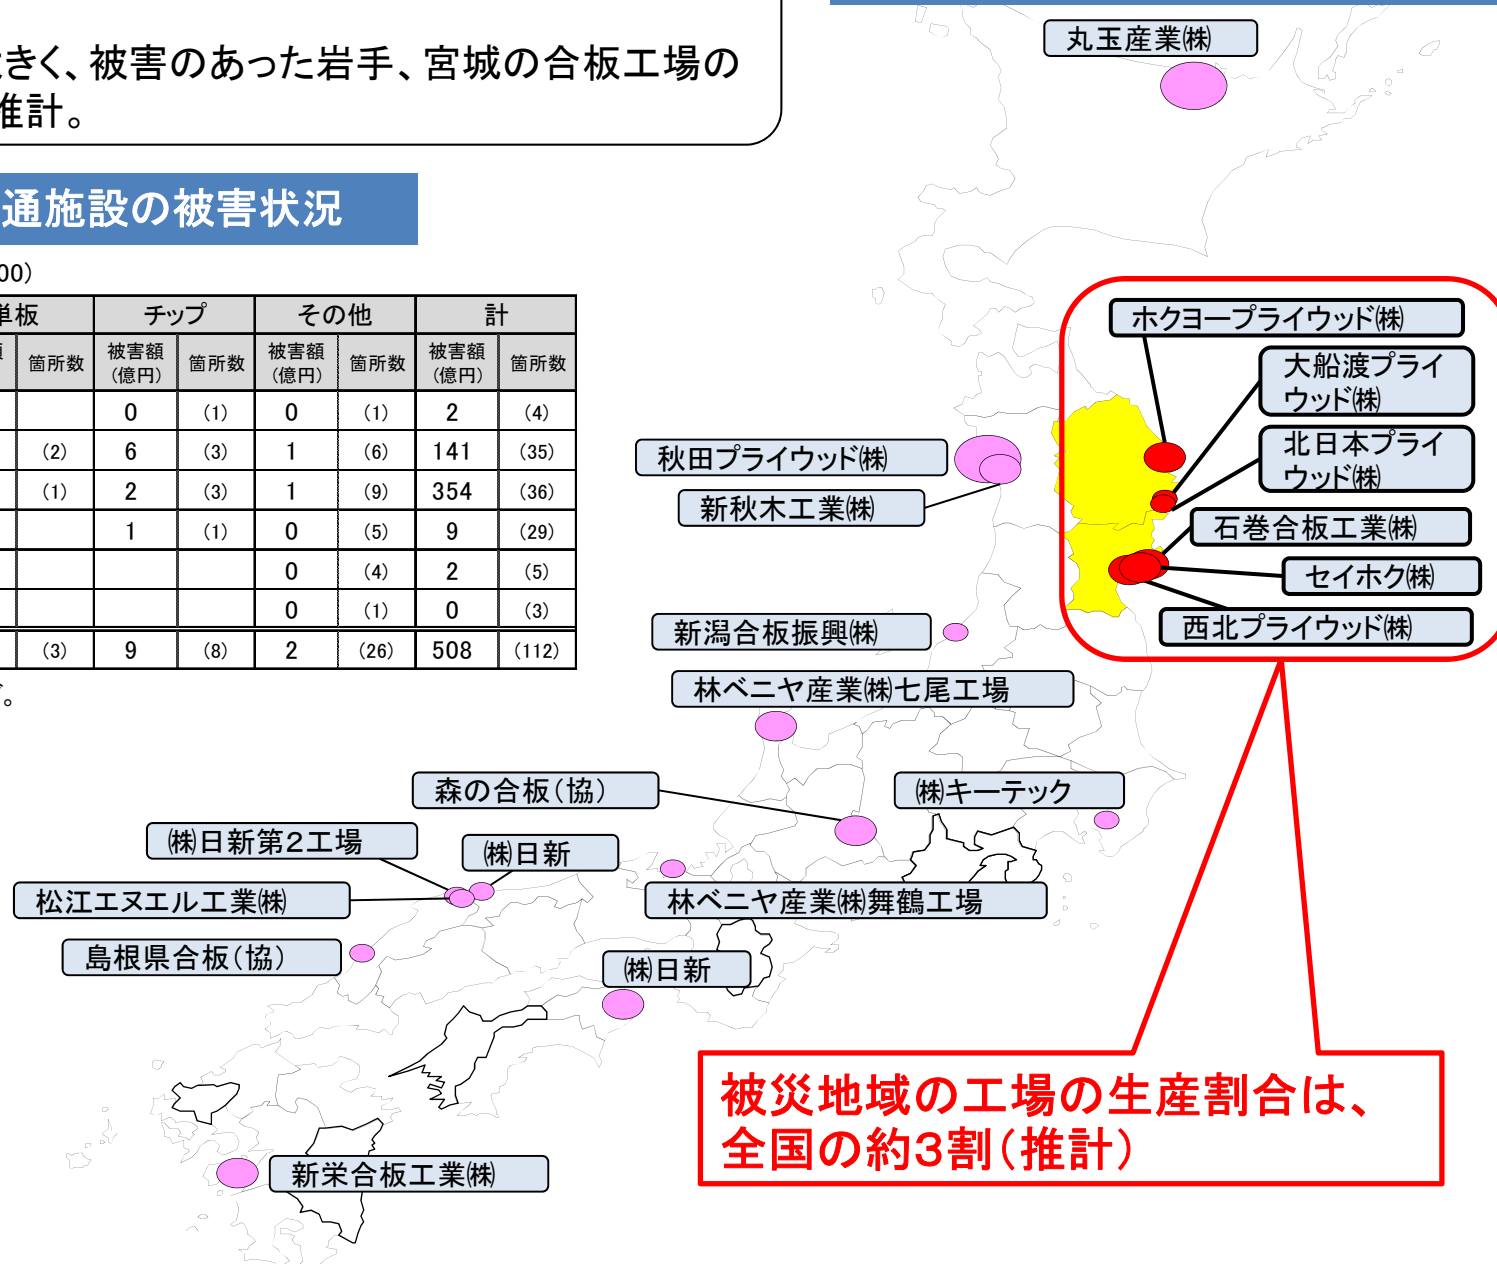 きく、被害のあった岩手、宮城の合板工場の
推計。
通施設の被害状況
00)
単板 チップ その他 計
箇所数 被害額(億円) 箇所数 被害額(億円) 箇所数 被害額(億円) 箇所数
0 (1) 0 (1) 2 (4)
(2) 6 (3) 1 (6) 141 (35)
(1) 2 (3) 1 (9) 354 (36)
1 (1) 0 (5) 9 (29)
0 (4) 2 (5)
0 (1) 0 (3)
(3) 9 (8) 2 (26) 508 (112)
。
丸玉産業㈱
ホクヨープライウッド㈱
大船渡プライ
ウッド㈱
北日本プライ
ウッド㈱
石巻合板工業㈱
セイホク㈱
西北プライウッド㈱
秋田プライウッド㈱
新秋木工業㈱
新潟合板振興㈱
林ベニヤ産業㈱七尾工場
森の合板(協)
㈱キーテック
㈱日新第2工場
㈱日新
松江エヌエル工業㈱
林ベニヤ産業㈱舞鶴工場
島根県合板(協)
㈱日新
新栄合板工業㈱
被災地域の工場の生産割合は、
全国の約3割(推計)